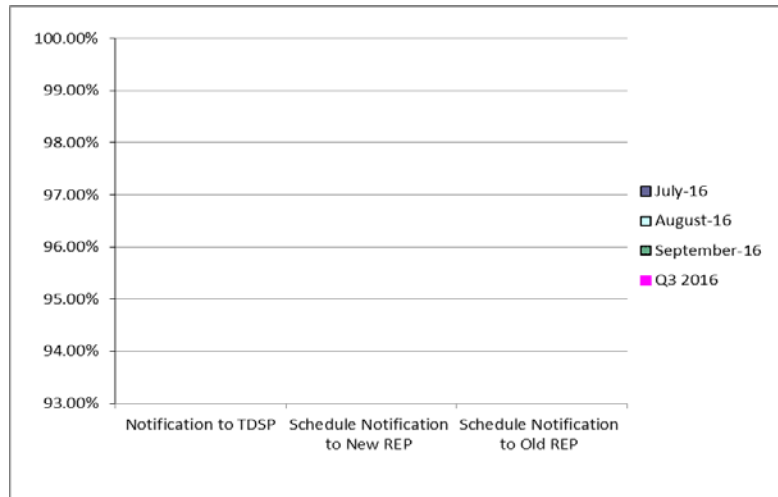 100.00%
99.00%
98.00%
97.00%
96.00%
95.00%
94.00%
93.00%
Notification to TDSP
Schedule Notification
to New REP
Schedule Notification
to Old REP
July-16
August-16
September-16
Q3 2016